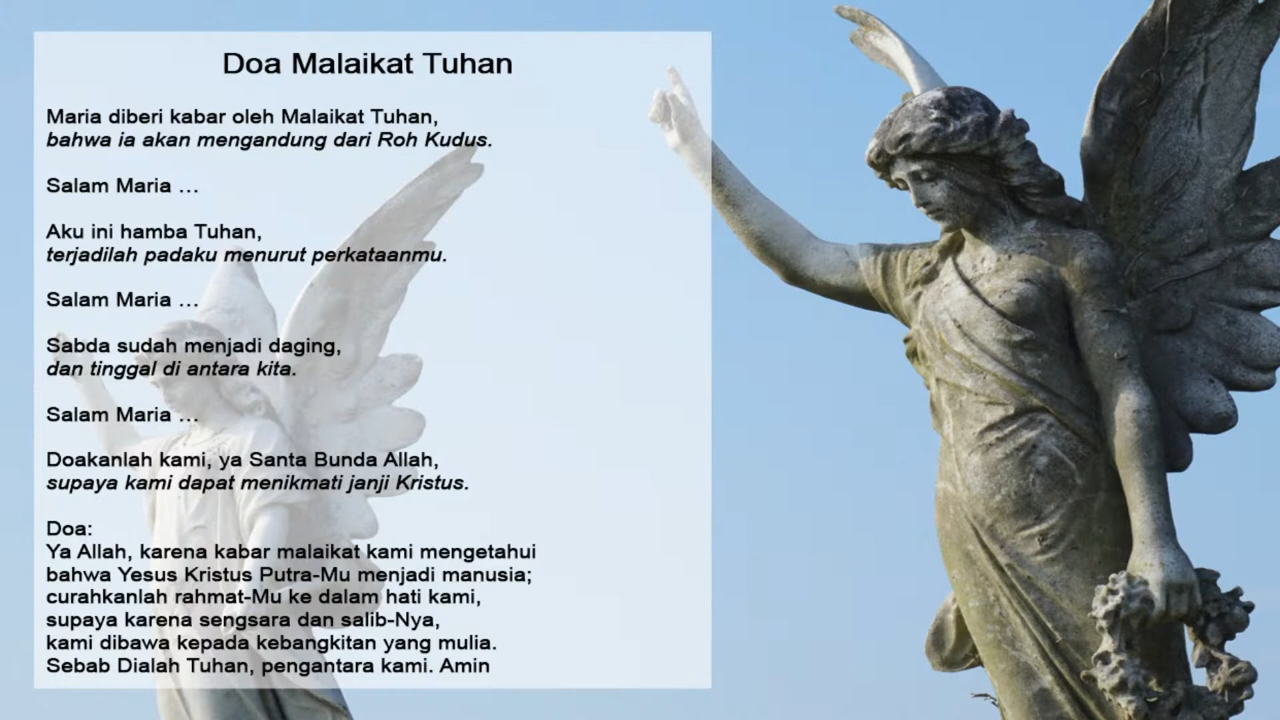 Doa Malaikat Tuhan
Maria diberi kabar oleh Malaikat Tuhan,
bahwa ia akan mengandung dari Roh Kudus.
Salam Maria ...
Aku ini hamba Tuhan,
terjadilah padaku menurut perkataanmu.
Salam Maria ...
Sabda sudah menjadi daging,
dan tinggal di antara kita.
Salam Maria ...
Doakanlah kami, ya Santa Bunda Allah,
supaya kami dapat menikmati janji Kristus.
Doa:
Ya Allah, karena kabar malaikat kami mengetahui
bahwa Yesus Kristus Putra-Mu menjadi manusia;
curahkanlah rahmat-Mu ke dalam hati kami,
supaya karena sengsara dan salib-Nya,
kami dibawa kepada kebangkitan yang mulia.
Sebab Dialah Tuhan, pengantara kami. Amin